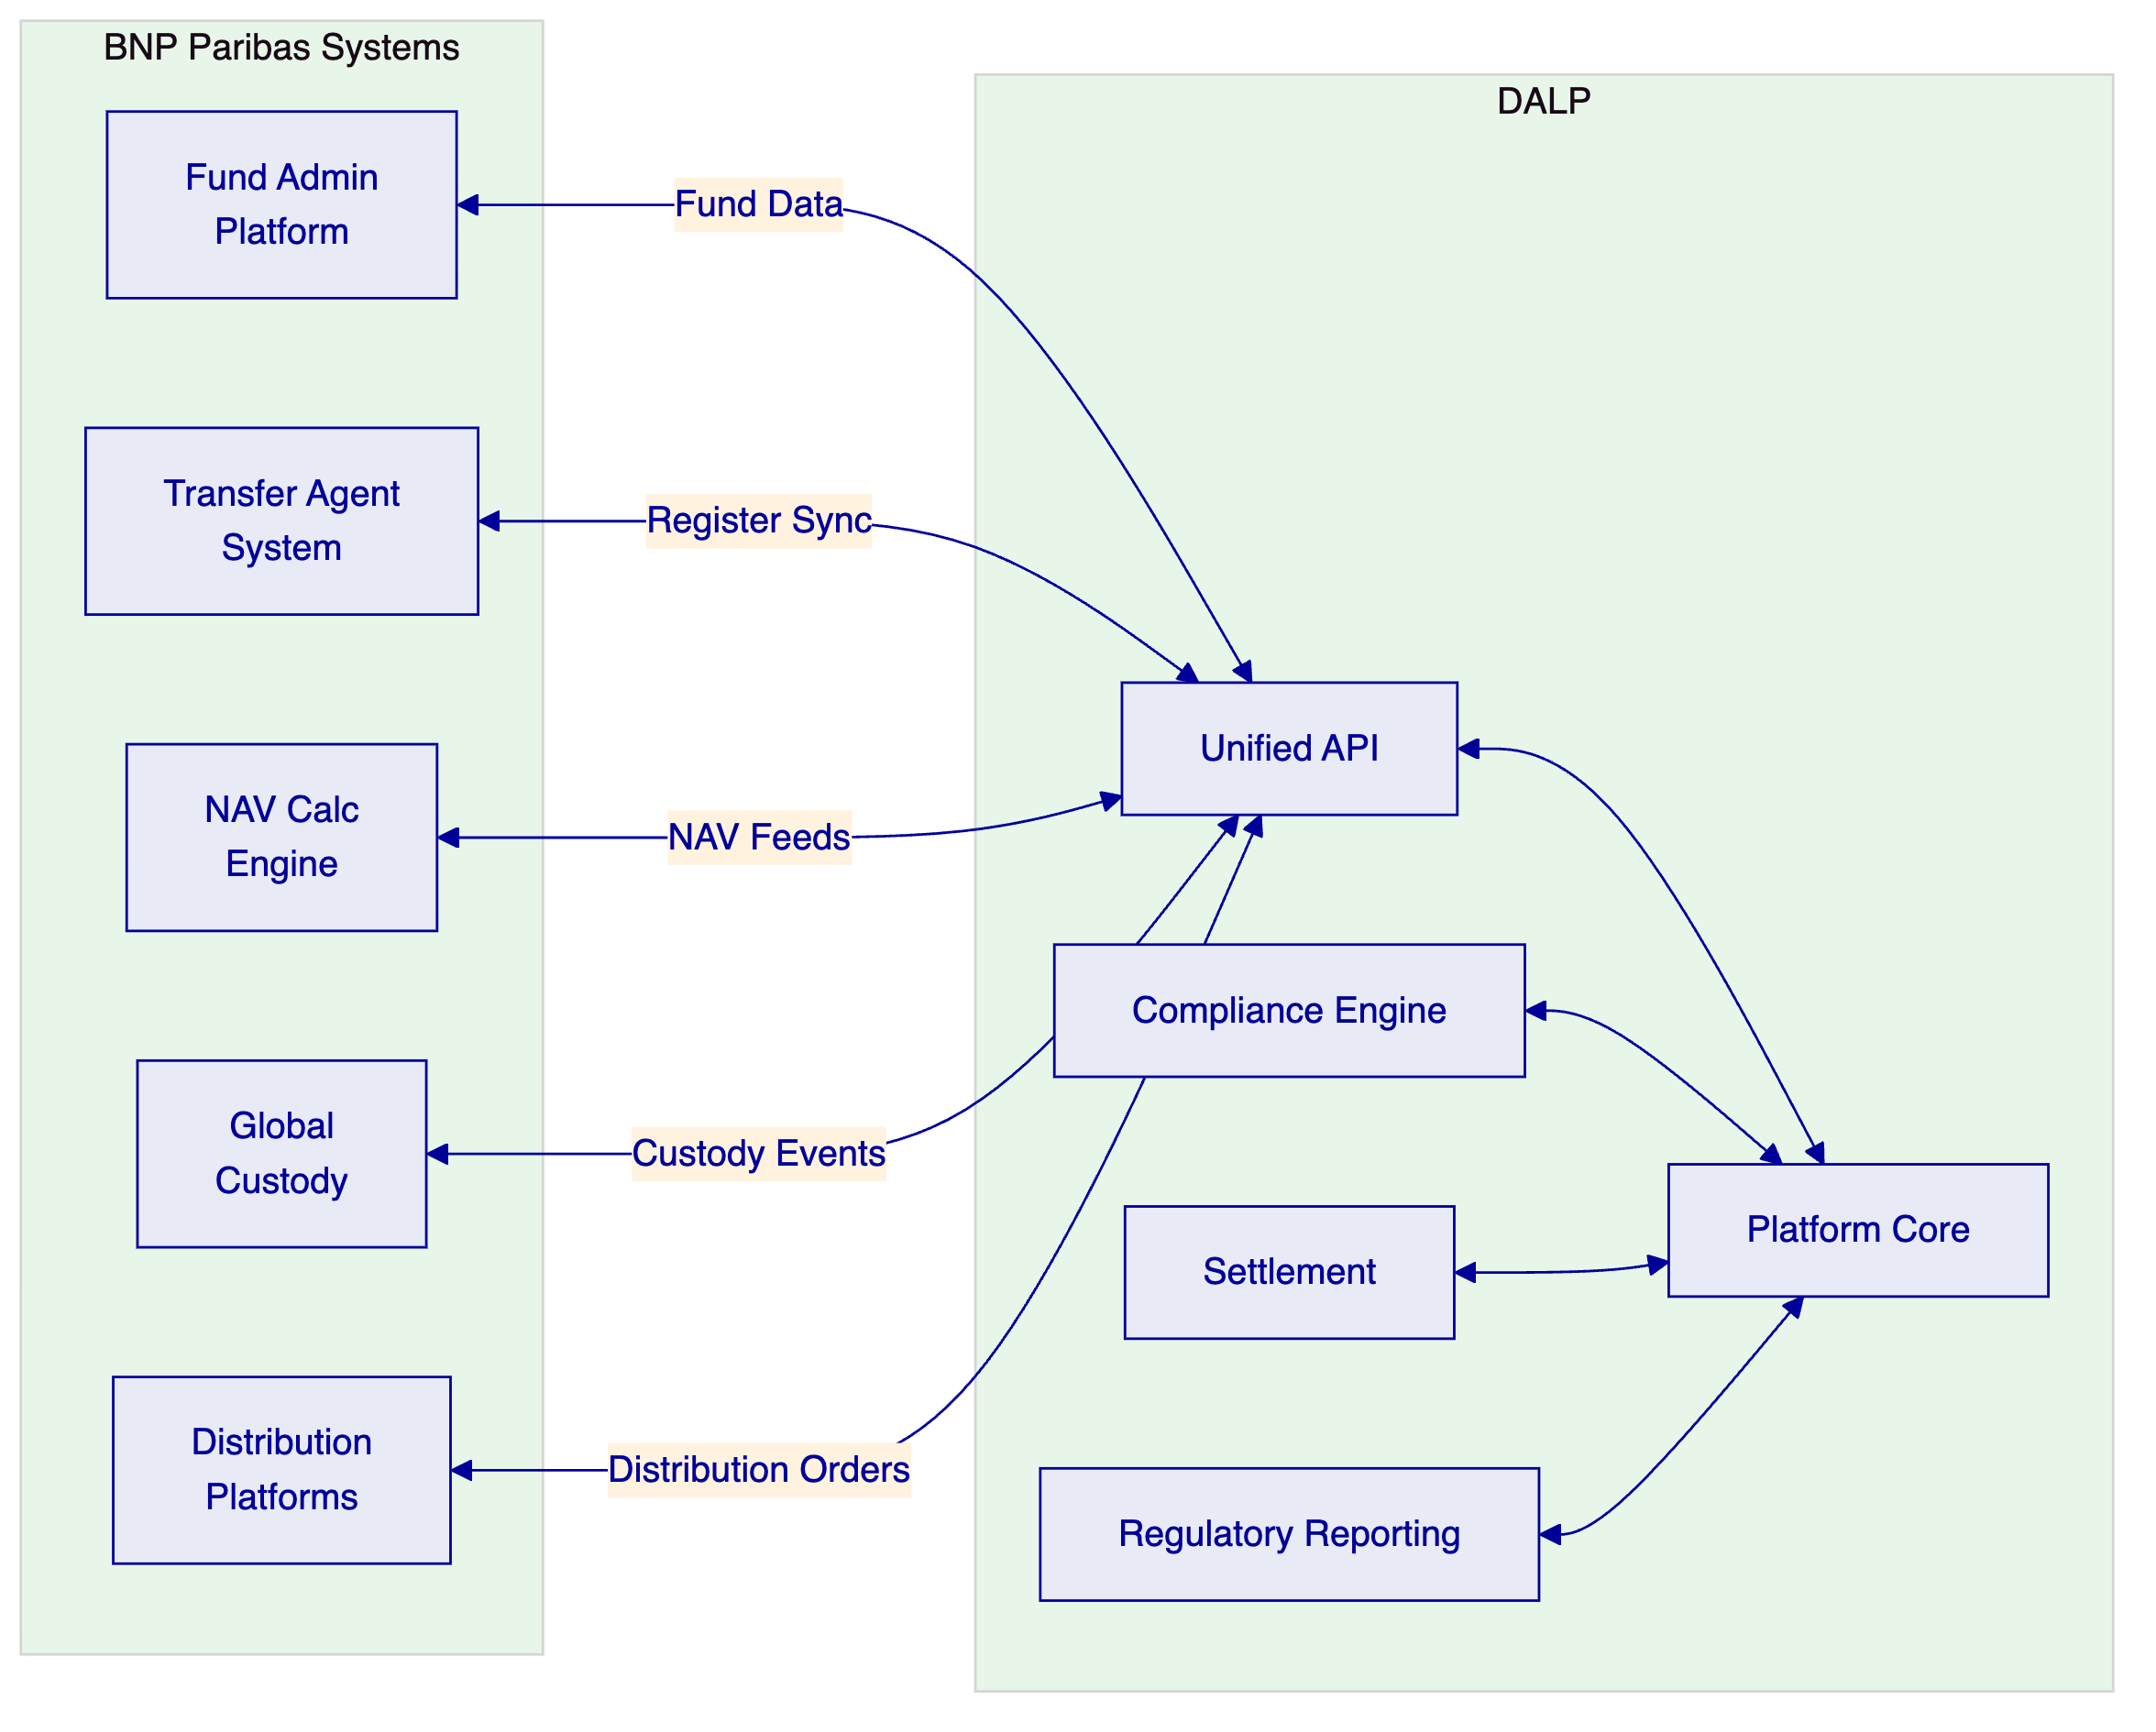 BNP Paribas Systems
Fund Admin
Platform
Transfer Agent
System
NAV Calc
Engine
Global
Custody
Distribution
Platforms
Fund Data
Register Sync
NAV Feeds
Custody Events
Distribution Orders
DALP
Unified API
Compliance Engine
Settlement
Regulatory Reporting
Platform Core